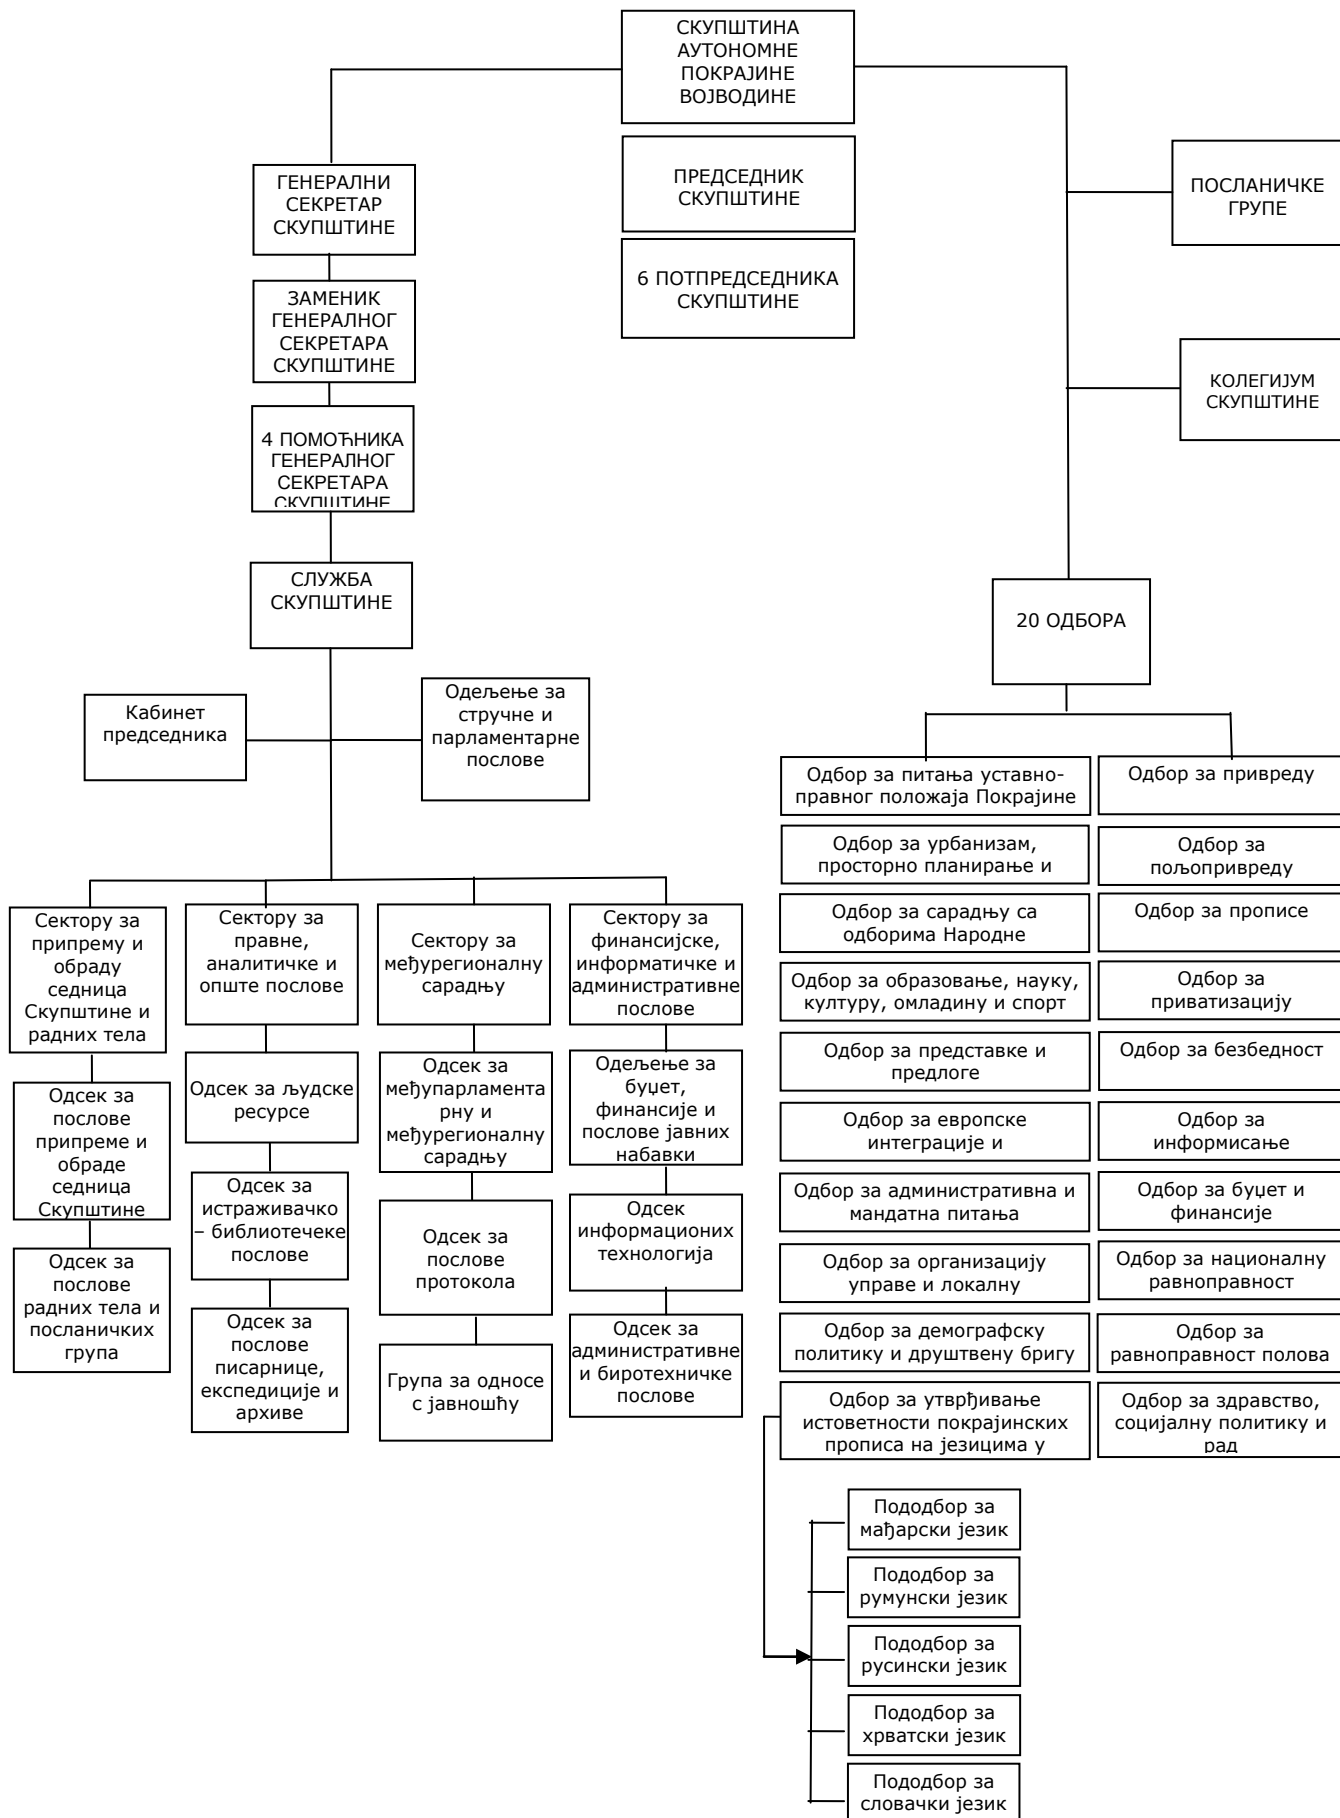 СКУПШТИНА
АУТОНОМНЕ
ПОКРАЈИНЕ
ВОЈВОДИНЕ
ПРЕДСЕДНИК
СКУПШТИНЕ
6 ПОТПРЕДСЕДНИКА
СКУПШТИНЕ
ГЕНЕРАЛНИ
СЕКРЕТАР
СКУПШТИНЕ
ЗАМЕНИК
ГЕНЕРАЛНОГ
СЕКРЕТАРА
СКУПШТИНЕ
4 ПОМОЋНИКА
ГЕНЕРАЛНОГ
СЕКРЕТАРА
СКУПШТИНЕ
СЛУЖБА
СКУПШТИНЕ
ПОСЛАНИЧКЕ
ГРУПЕ
КОЛЕГИЈУМ
СКУПШТИНЕ
20 ОДБОРА
Кабинет
председника
Одељење за
стручне и
парламентарне
послове
Сектору за
припрему и
обраду
седница
Скупштине и
радних тела
Одсек за
послове
припреме и
обраде
седница
Скупштине
Одсек за
послове
радних тела и
посланичких
група
Сектору за
правне,
аналитичке и
опште послове
Одсек за људске
ресурсе
Одсек за
истраживачко
– библиотечеке
послове
Одсек за
послове
писарнице,
експедиције и
архиве
Сектору за
међурегионалну
сарадњу
Одсек за
међупарламента
рну и
међурегионалну
сарадњу
Одсек за
послове
протокола
Група за односе
с јавношћу
Сектору за
финансијске,
информатичке и
административне
послове
Одељење за
буџет,
финансије и
послове јавних
набавки
Одсек
информационих
технологија
Одсек за
административне
и биротехничке
послове
Одбор за питања уставно-
правног положаја Покрајине
Одбор за урбанизам,
просторно планирање и
Одбор за сарадњу са
одборима Народне
Одбор за образовање, науку,
културу, омладину и спорт
Одбор за представке и
предлоге
Одбор за европске
интеграције и
Одбор за административна и
мандатна питања
Одбор за организацију
управе и локалну
Одбор за демографску
политику и друштвену бригу
Одбор за утврђивање
истоветности покрајинских
прописа на језицима у
Одбор за привреду
Одбор за
пољопривреду
Одбор за прописе
Одбор за
приватизацију
Одбор за безбедност
Одбор за
информисање
Одбор за буџет и
финансије
Одбор за националну
равноправност
Одбор за
равноправност полова
Одбор за здравство,
социјалну политику и
рад
Пододбор за
мађарски језик
Пододбор за
румунски језик
Пододбор за
русински језик
Пододбор за
хрватски језик
Пододбор за
словачки језик